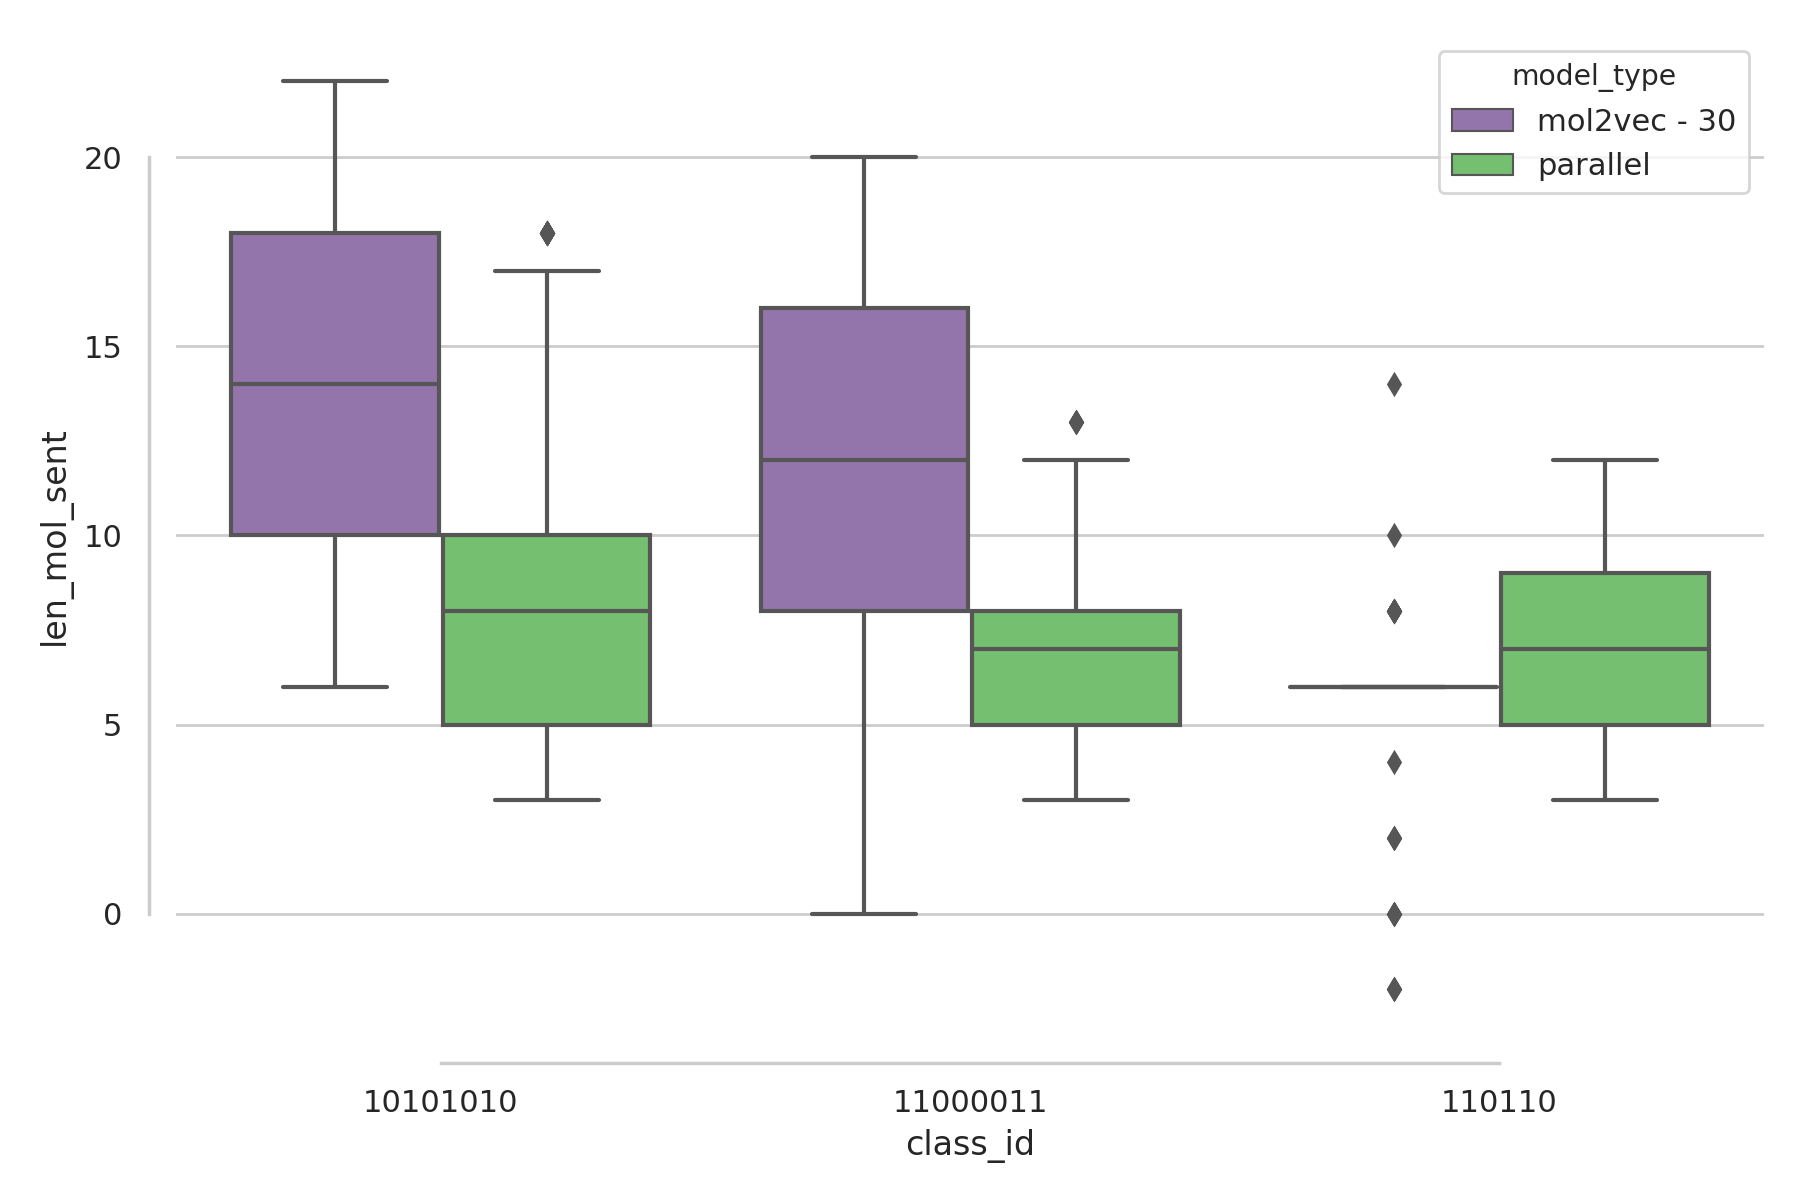 model_type
mol2vec - 30
parallel
20
15
10
5
0
len_mol_sent
10101010
11000011
110110
class_id